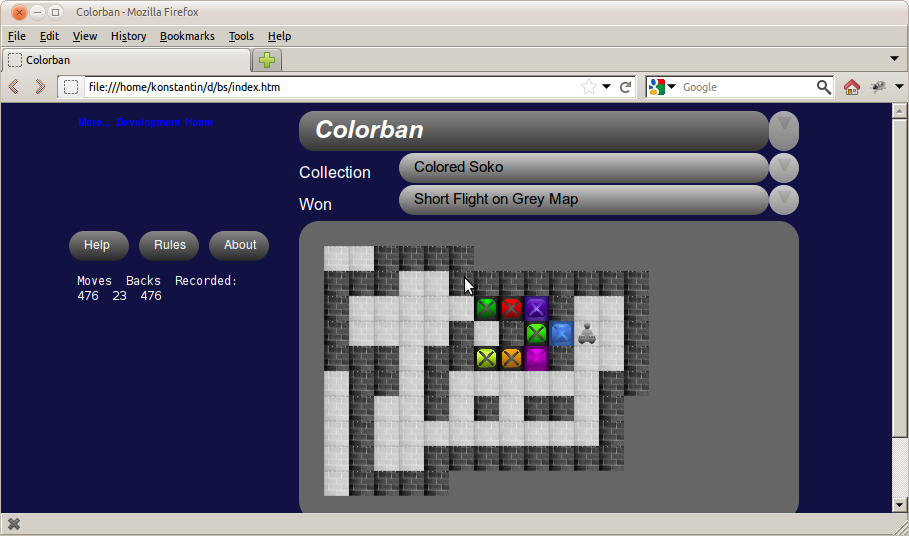 Colorban - Mozilla Firefox
File Edit View History Bookmarks Tools Help
Colorban
file:///home/konstantin/d/bs/index.htm
Google
More... Development Home...
Colorban
Collection Colored Soko
Won Short Flight on Grey Map
Help Rules About
Moves Backs Recorded:
476 23 476